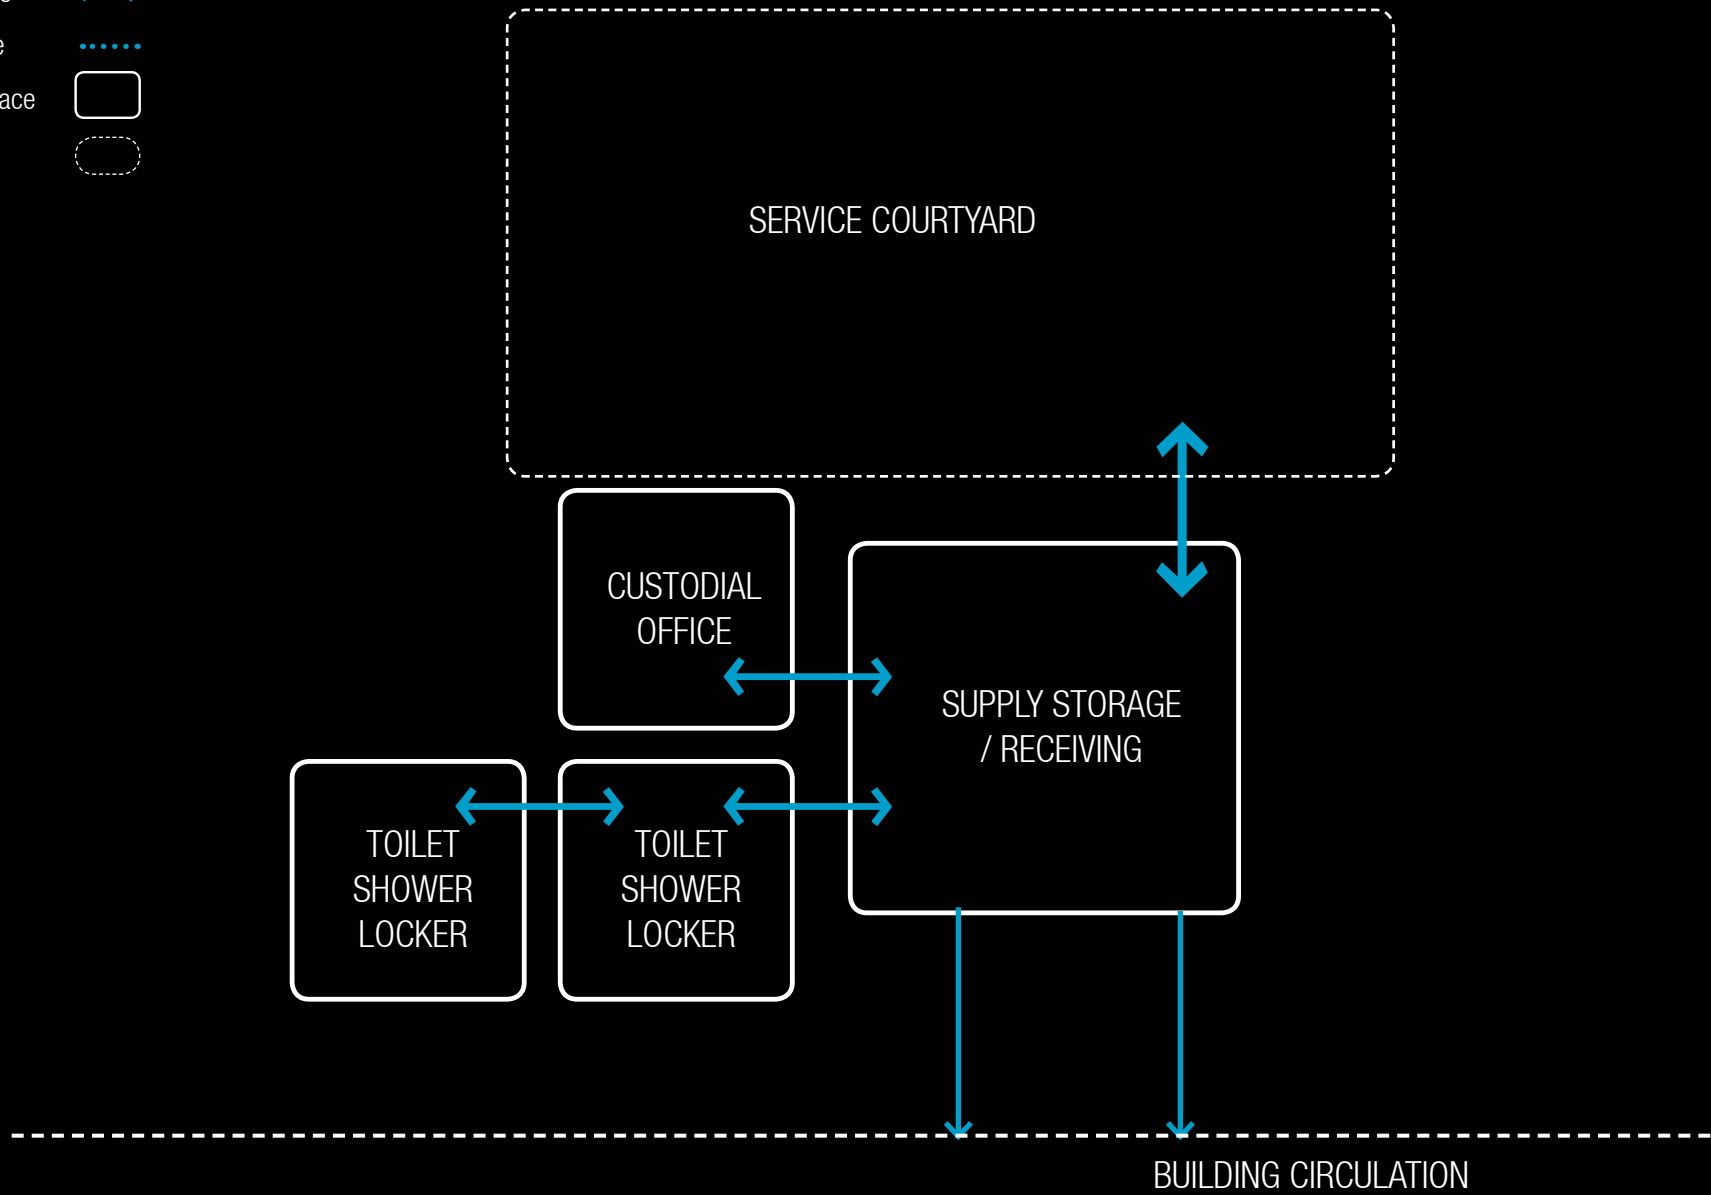 ace
SERVICE COURTYARD
CUSTODIAL
OFFICE
SUPPLY STORAGE
/ RECEIVING
TOILET
SHOWER
LOCKER
TOILET
SHOWER
LOCKER
BUILDING CIRCULATION